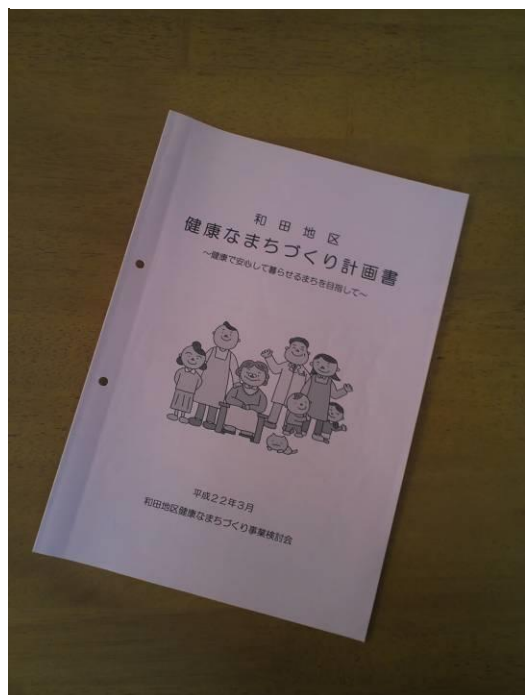 和田地区
健康なまちづくり計画書
～健康で安心して暮らせるまちを目指して～
平成22年3月
和田地区健康なまちづくり事業検討会